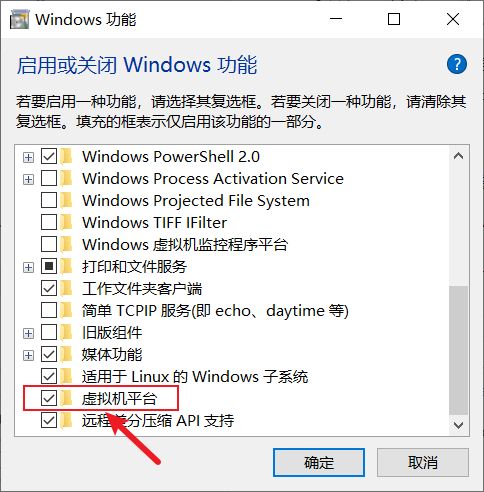 Windows 功能
启用或关闭 Windows 功能
?
若要启用一种功能，请选择其复选框。若要关闭一种功能，请清除其
复选框。填充的框表示仅启用该功能的一部分。
Windows PowerShell 2.0
Windows Process Activation Service
Windows Projected File System
Windows TIFF IFilter
Windows 虚拟机监控程序平台
打印和文件服务
工作文件夹客户端
简单 TCPIP 服务(即 echo、daytime 等)
旧版组件
媒体功能
适用于 Linux 的 Windows 子系统
虚拟机平台
远程差分压缩 API 支持
确定
取消